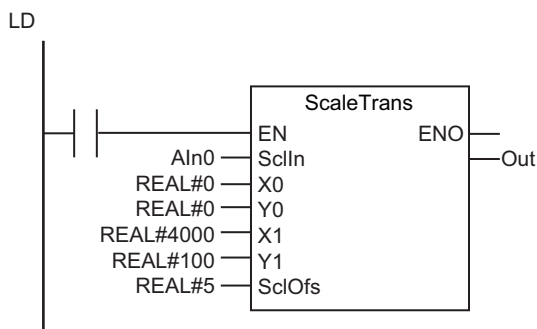 LD
ScaleTrans
EN ENO
AIn0 SclIn Out
REAL#0 X0
REAL#0 Y0
REAL#4000 X1
REAL#100 Y1
REAL#5 SclOfs